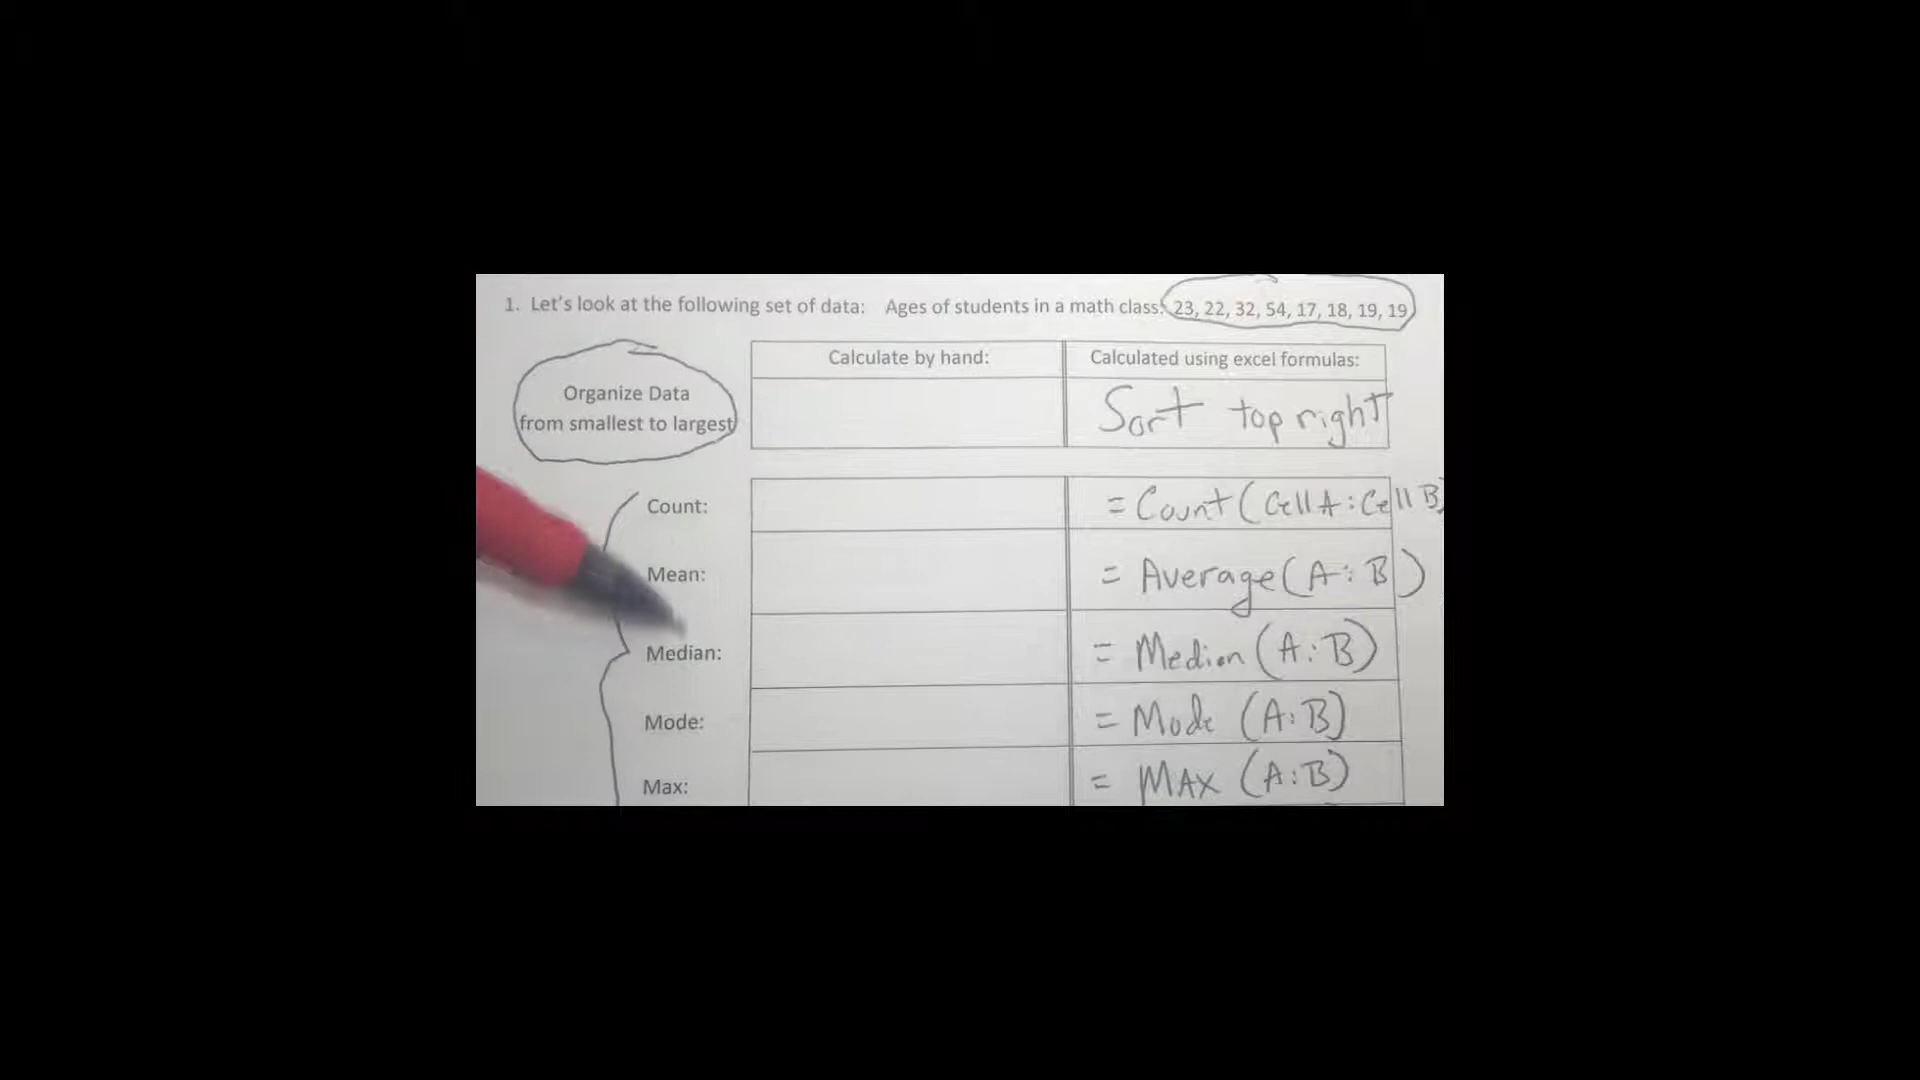 1. Let's look at the following set of data: Ages of students in a math class: 23, 22, 32, 54, 17, 18, 19, 19
Calculate by hand: Calculated using excel formulas:
Organize Data
from smallest to largest
Sort top right
Count: = Count (Cell A : Cell B)
Mean: = Average (A : B)
Median: = Median (A : B)
Mode: = Mode (A : B)
Max: = MAX (A : B)